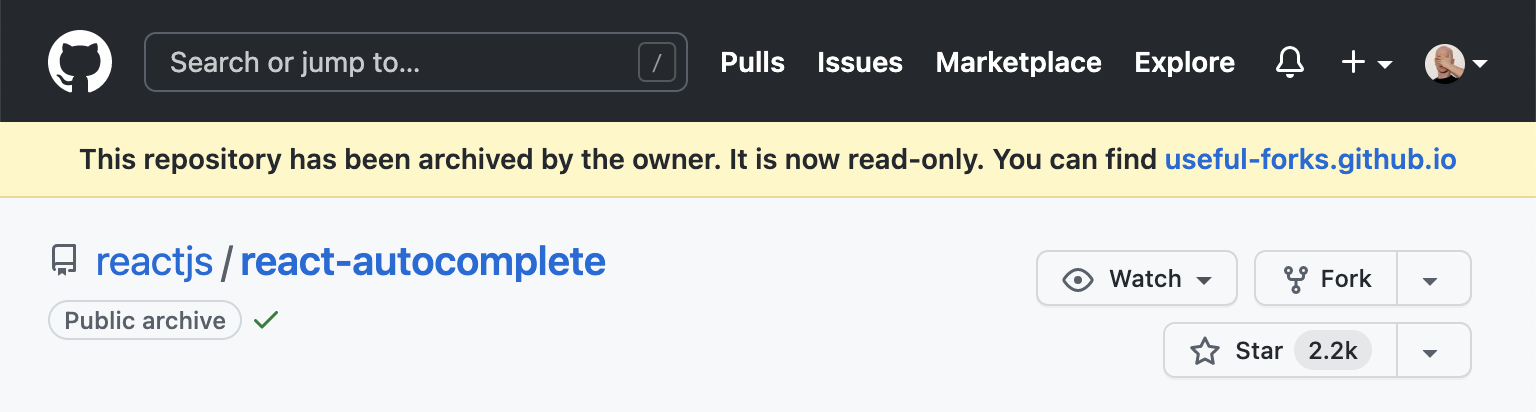 Search or jump to... /
Pulls Issues Marketplace Explore
This repository has been archived by the owner. It is now read-only. You can find useful-forks.github.io
reactjs / react-autocomplete
Public archive
Watch
Fork
Star 2.2k